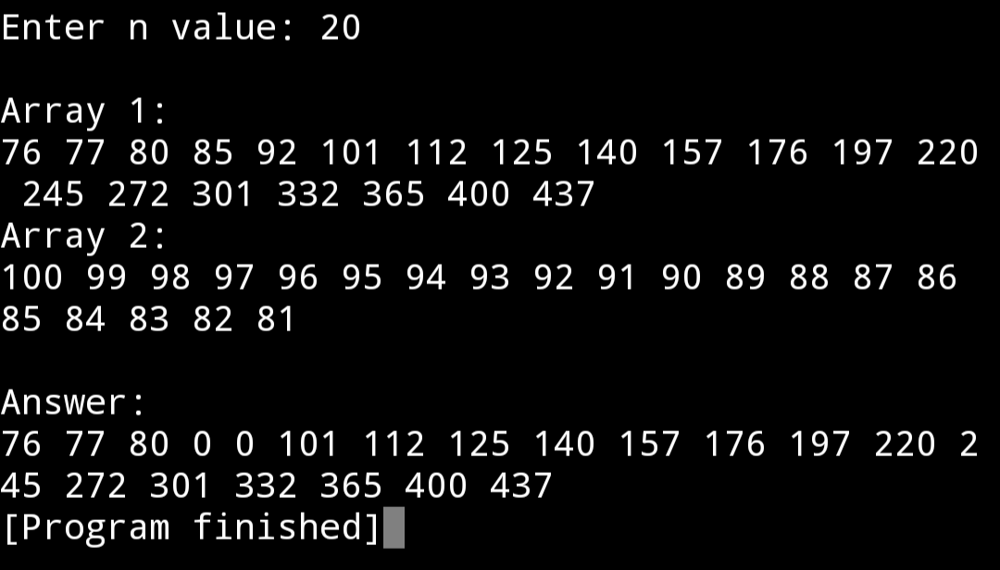 Enter n value: 20
Array 1:
76 77 80 85 92 101 112 125 140 157 176 197 220
245 272 301 332 365 400 437
Array 2:
100 99 98 97 96 95 94 93 92 91 90 89 88 87 86
85 84 83 82 81
Answer:
76 77 80 0 0 101 112 125 140 157 176 197 220 2
45 272 301 332 365 400 437
[Program finished]